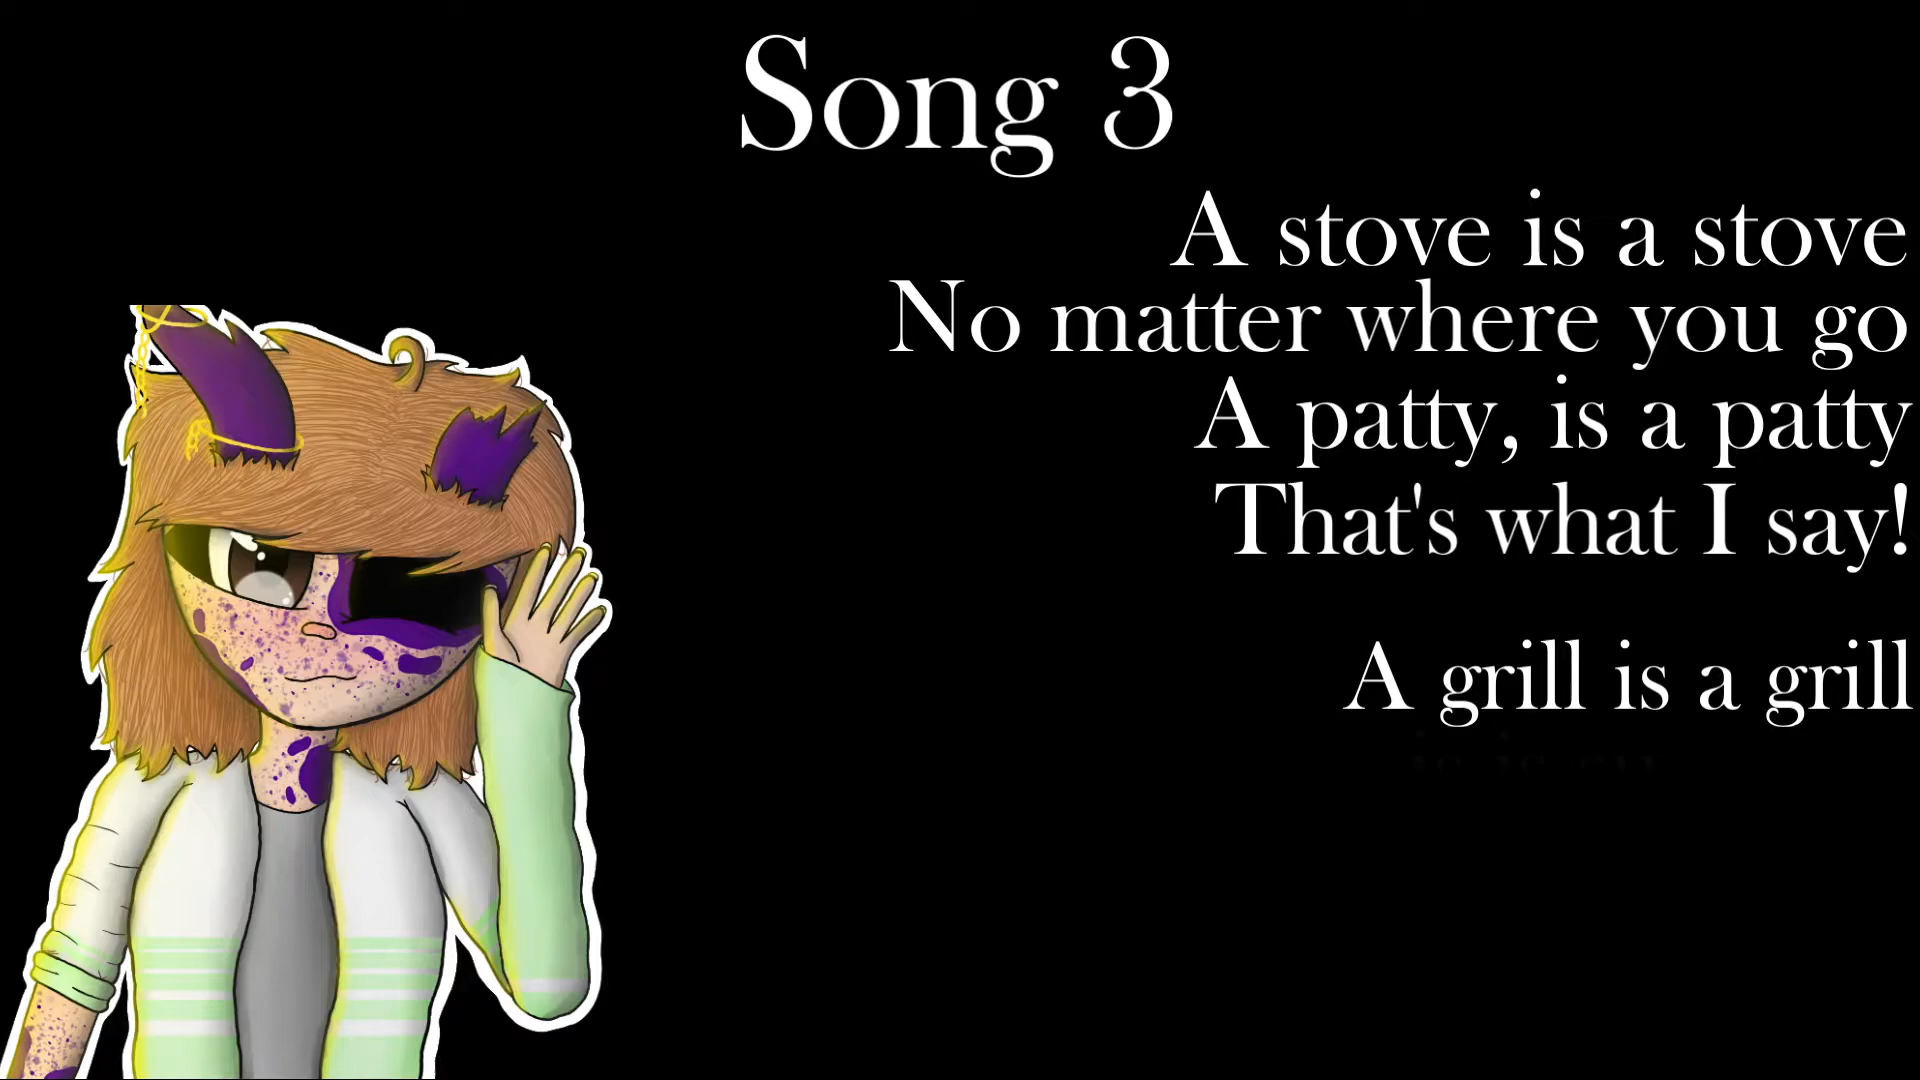 Song 3
A stove is a stove
No matter where you go
A patty, is a patty
That's what I say!
A grill is a grill